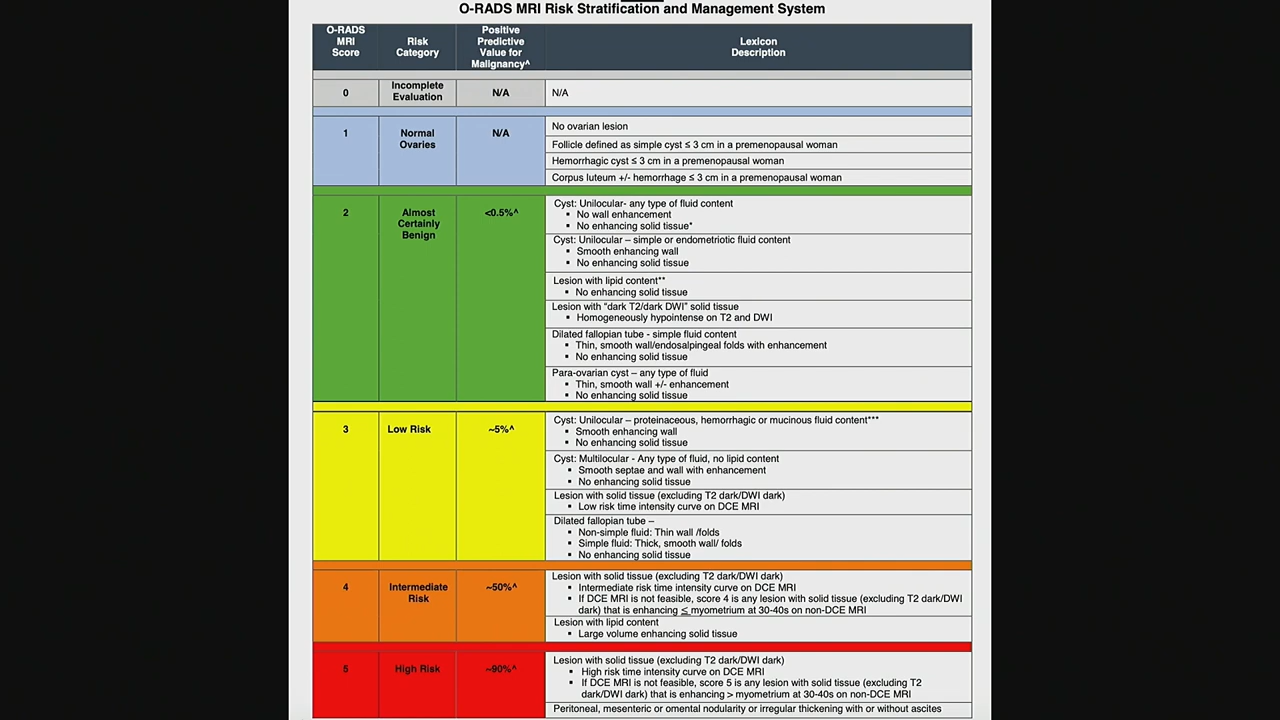 O-RADS MRI Risk Stratification and Management System
O-RADS
MRI
Score
Risk
Category
Positive
Predictive
Value for
Malignancy^
Lexicon
Description
0
Incomplete
Evaluation
N/A
N/A
1
Normal
Ovaries
N/A
No ovarian lesion
Follicle defined as simple cyst ≤ 3 cm in a premenopausal woman
Hemorrhagic cyst ≤ 3 cm in a premenopausal woman
Corpus luteum +/- hemorrhage ≤ 3 cm in a premenopausal woman
2
Almost
Certainly
Benign
<0.5%^
Cyst: Unilocular- any type of fluid content
▪ No wall enhancement
▪ No enhancing solid tissue*
Cyst: Unilocular – simple or endometriotic fluid content
▪ Smooth enhancing wall
▪ No enhancing solid tissue
Lesion with lipid content**
▪ No enhancing solid tissue
Lesion with “dark T2/dark DWI” solid tissue
▪ Homogeneously hypointense on T2 and DWI
Dilated fallopian tube - simple fluid content
▪ Thin, smooth wall/endosalpingeal folds with enhancement
▪ No enhancing solid tissue
Para-ovarian cyst – any type of fluid
▪ Thin, smooth wall +/- enhancement
▪ No enhancing solid tissue
3
Low Risk
~5%^
Cyst: Unilocular – proteinaceous, hemorrhagic or mucinous fluid content***
▪ Smooth enhancing wall
▪ No enhancing solid tissue
Cyst: Multilocular - Any type of fluid, no lipid content
▪ Smooth septae and wall with enhancement
▪ No enhancing solid tissue
Lesion with solid tissue (excluding T2 dark/DWI dark)
▪ Low risk time intensity curve on DCE MRI
Dilated fallopian tube –
▪ Non-simple fluid: Thin wall /folds
▪ Simple fluid: Thick, smooth wall/ folds
▪ No enhancing solid tissue
4
Intermediate
Risk
~50%^
Lesion with solid tissue (excluding T2 dark/DWI dark)
▪ Intermediate risk time intensity curve on DCE MRI
▪ If DCE MRI is not feasible, score 4 is any lesion with solid tissue (excluding T2 dark/DWI
dark) that is enhancing ≤ myometrium at 30-40s on non-DCE MRI
Lesion with lipid content
▪ Large volume enhancing solid tissue
5
High Risk
~90%^
Lesion with solid tissue (excluding T2 dark/DWI dark)
▪ High risk time intensity curve on DCE MRI
▪ If DCE MRI is not feasible, score 5 is any lesion with solid tissue (excluding T2
dark/DWI dark) that is enhancing > myometrium at 30-40s on non-DCE MRI
Peritoneal, mesenteric or omental nodularity or irregular thickening with or without ascites